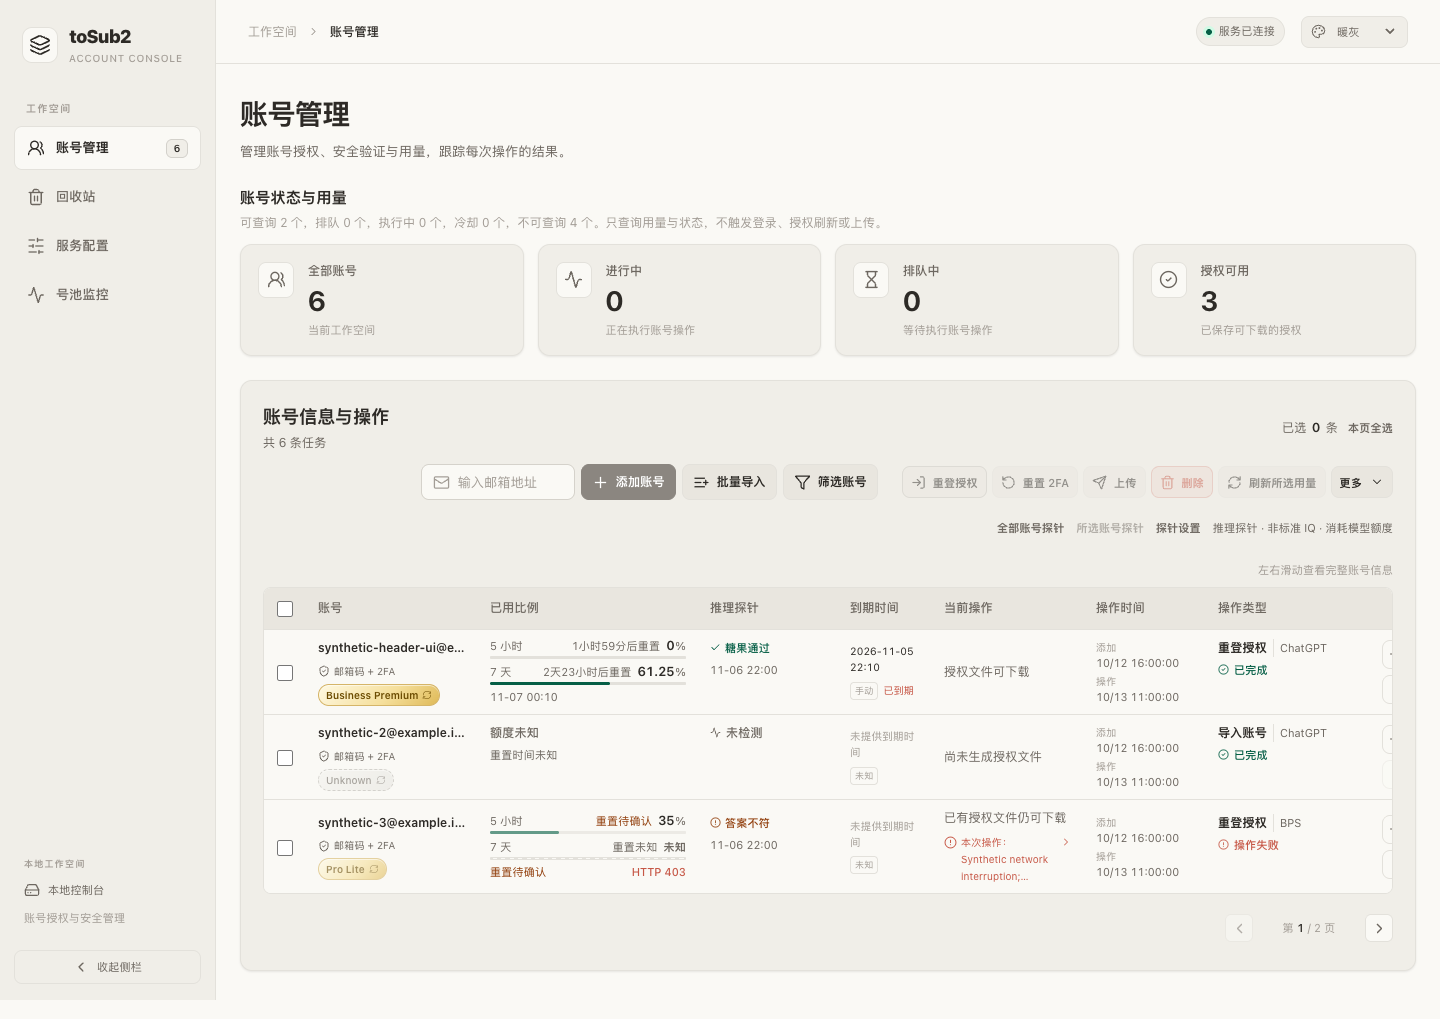 toSub2
ACCOUNT CONSOLE
工作空间
账号管理 6
回收站
服务配置
号池监控
本地工作空间
本地控制台
账号授权与安全管理
收起侧栏
工作空间 账号管理
服务已连接
暖灰
账号管理
管理账号授权、安全验证与用量，跟踪每次操作的结果。
账号状态与用量
可查询 2 个，排队 0 个，执行中 0 个，冷却 0 个，不可查询 4 个。只查询用量与状态，不触发登录、授权刷新或上传。
全部账号
6
当前工作空间
进行中
0
正在执行账号操作
排队中
0
等待执行账号操作
授权可用
3
已保存可下载的授权
账号信息与操作
共 6 条任务
已选 0 条 本页全选
输入邮箱地址 添加账号 批量导入 筛选账号 重登授权 重置 2FA 上传 删除 刷新所选用量 更多
全部账号探针 所选账号探针 探针设置 推理探针 · 非标准 IQ · 消耗模型额度
左右滑动查看完整账号信息
账号 已用比例 推理探针 到期时间 当前操作 操作时间 操作类型
synthetic-header-ui@e...
邮箱码 + 2FA
Business Premium
5 小时 1小时59分后重置 0%
7 天 2天23小时后重置 61.25%
11-07 00:10
糖果通过
11-06 22:00
2026-11-05
22:10
手动 已到期
授权文件可下载
添加
10/12 16:00:00
操作
10/13 11:00:00
重登授权 ChatGPT
已完成
synthetic-2@example.i...
邮箱码 + 2FA
Unknown
额度未知
重置时间未知
未检测
未提供到期时
间
未知
尚未生成授权文件
添加
10/12 16:00:00
操作
10/13 11:00:00
导入账号 ChatGPT
已完成
synthetic-3@example.i...
邮箱码 + 2FA
Pro Lite
5 小时 重置待确认 35%
7 天 重置未知 未知
重置待确认 HTTP 403
答案不符
11-06 22:00
未提供到期时
间
未知
已有授权文件仍可下载
本次操作：
Synthetic network
interruption;...
添加
10/12 16:00:00
操作
10/13 11:00:00
重登授权 BPS
操作失败
第 1 / 2 页